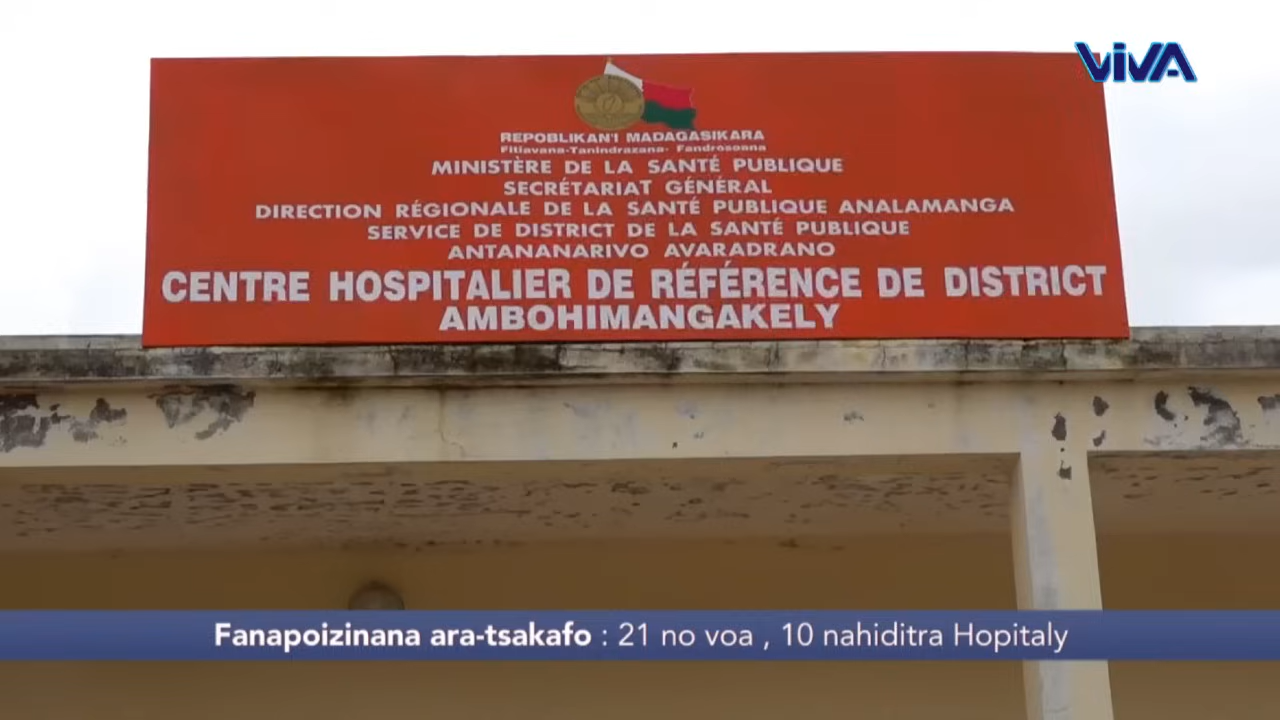 ViVA
REPOBLIKAN'I MADAGASIKARA
Fitiavana-Tanindrazana- Fandrosoana
MINISTÈRE DE LA SANTÉ PUBLIQUE
SECRÉTARIAT GÉNÉRAL
DIRECTION RÉGIONALE DE LA SANTÉ PUBLIQUE ANALAMANGA
SERVICE DE DISTRICT DE LA SANTÉ PUBLIQUE
ANTANANARIVO AVARADRANO
CENTRE HOSPITALIER DE RÉFÉRENCE DE DISTRICT
AMBOHIMANGAKELY
Fanapoizinana ara-tsakafo : 21 no voa , 10 nahiditra Hopitaly